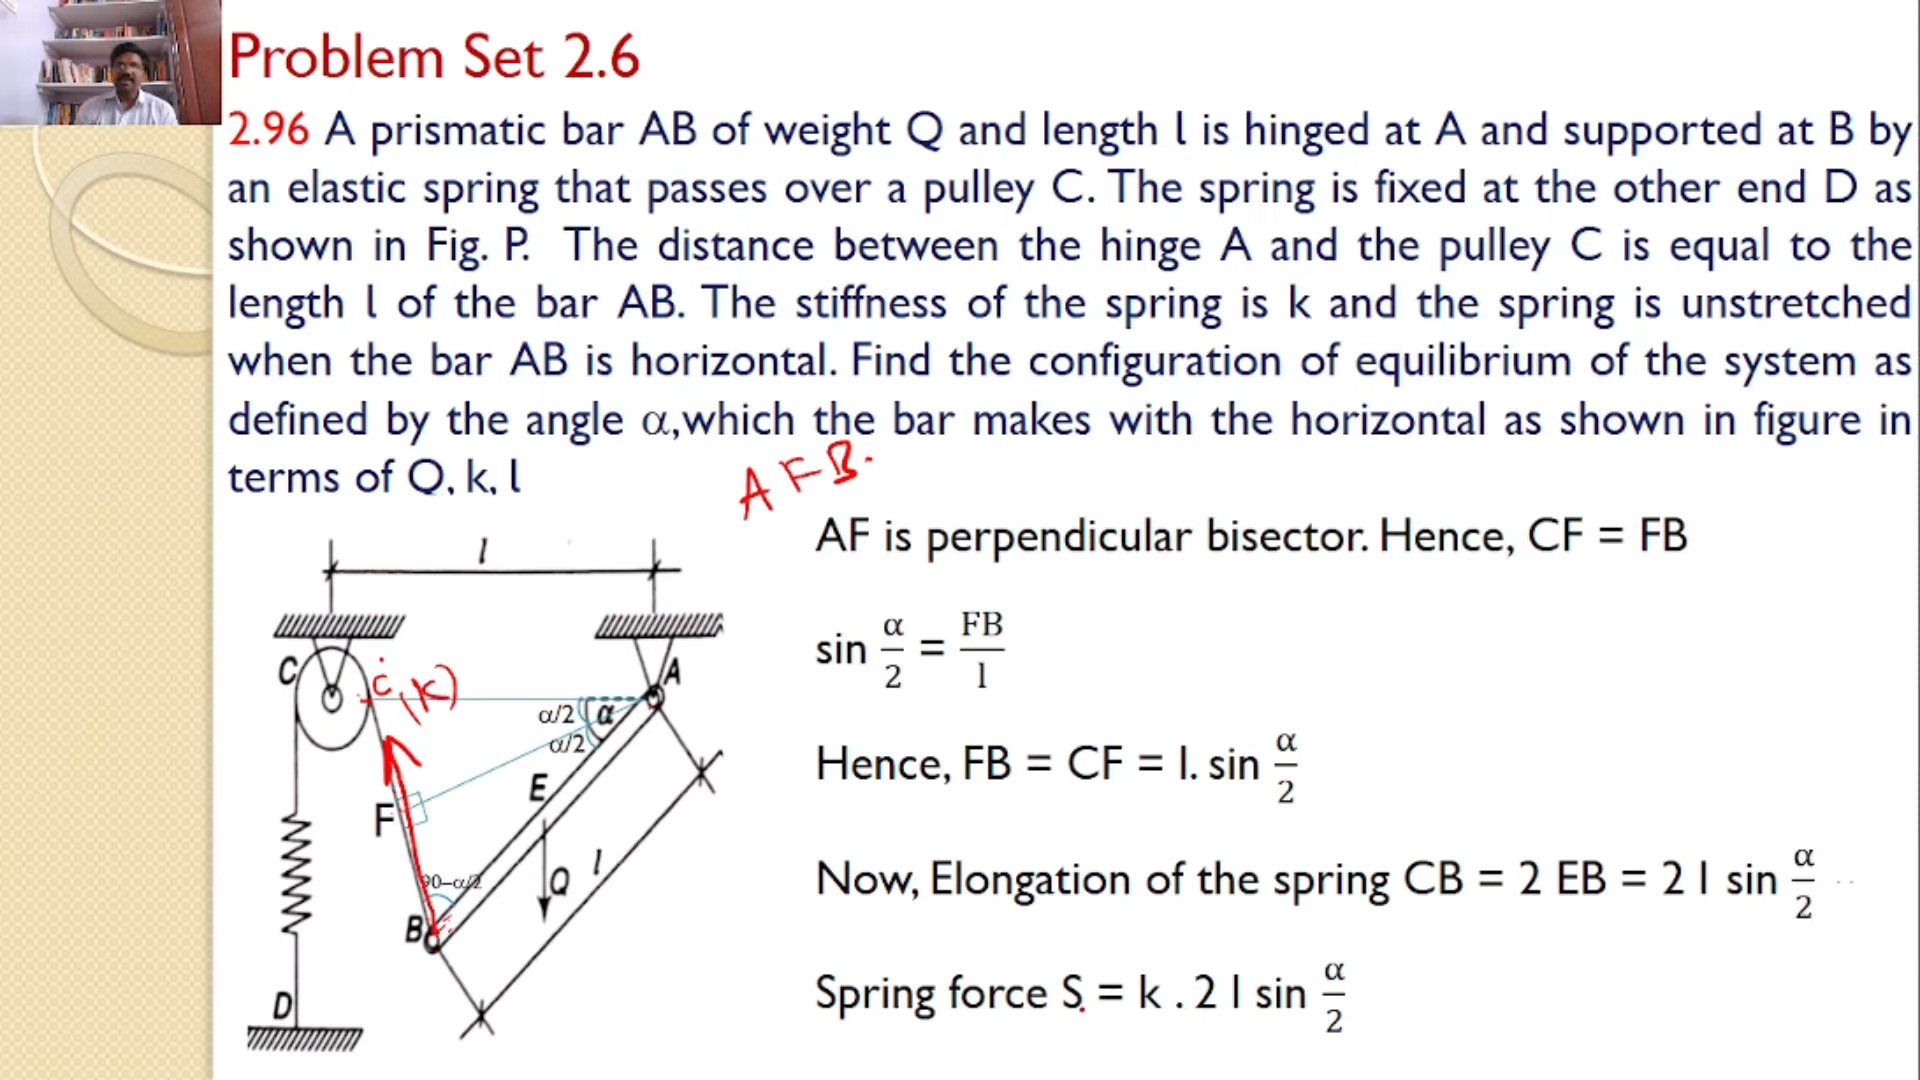 Problem Set 2.6
2.96 A prismatic bar AB of weight Q and length l is hinged at A and supported at B by
an elastic spring that passes over a pulley C. The spring is fixed at the other end D as
shown in Fig. P. The distance between the hinge A and the pulley C is equal to the
length l of the bar AB. The stiffness of the spring is k and the spring is unstretched
when the bar AB is horizontal. Find the configuration of equilibrium of the system as
defined by the angle α,which the bar makes with the horizontal as shown in figure in
terms of Q, k, l
A F B.
AF is perpendicular bisector. Hence, CF = FB
sin α/2 = FB/l
Hence, FB = CF = l. sin α/2
Now, Elongation of the spring CB = 2 EB = 2 l sin α/2
Spring force S = k . 2 l sin α/2
l
C
C
(K)
A
α/2
α
α/2
E
F
90–α/2
Q
l
B
D